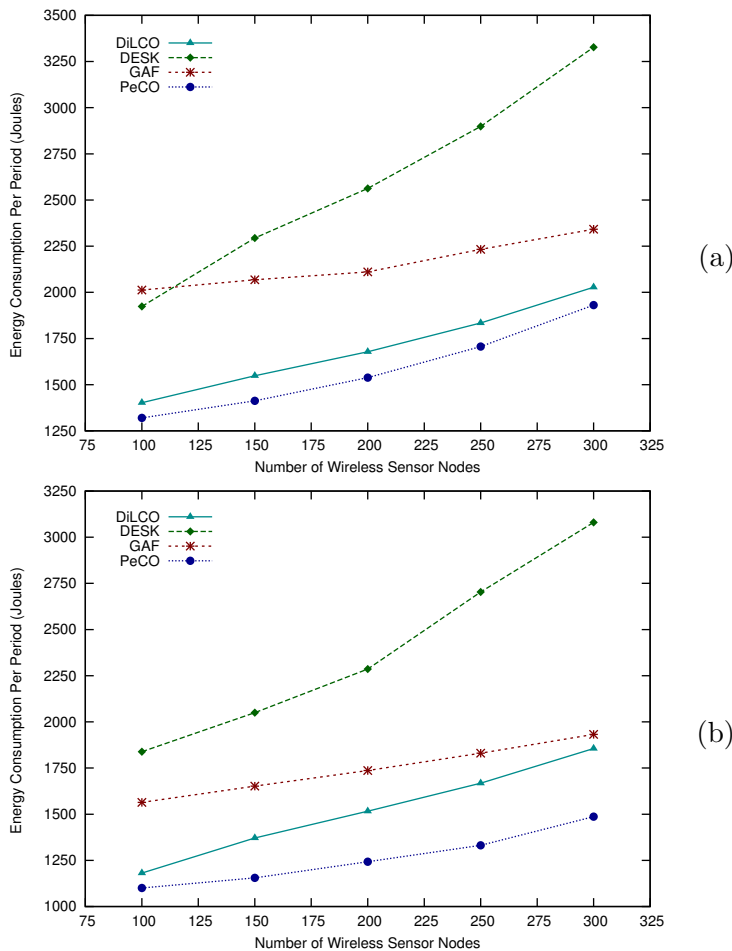 3500
3250
3000
2750
2500
2250
2000
1750
1500
1250
Energy Consumption Per Period (Joules)
DiLCO
DESK
GAF
PeCO
75 100 125 150 175 200 225 250 275 300 325
Number of Wireless Sensor Nodes
(a)
3250
3000
2750
2500
2250
2000
1750
1500
1250
1000
Energy Consumption Per Period (Joules)
DiLCO
DESK
GAF
PeCO
75 100 125 150 175 200 225 250 275 300 325
Number of Wireless Sensor Nodes
(b)